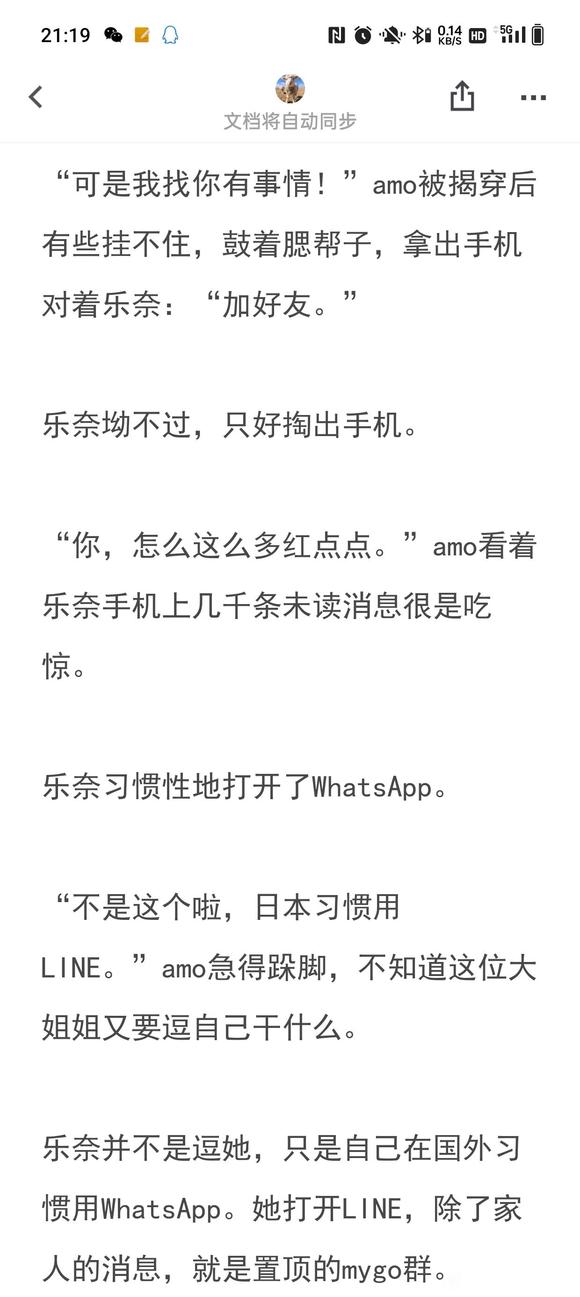 21:19
0.14
KB/S
HD
5G
文档将自动同步
“可是我找你有事情！”amo被揭穿后
有些挂不住，鼓着腮帮子，拿出手机
对着乐奈：“加好友。”
乐奈坳不过，只好掏出手机。
“你，怎么这么多红点点。”amo看着
乐奈手机上几千条未读消息很是吃
惊。
乐奈习惯性地打开了WhatsApp。
“不是这个啦，日本习惯用
LINE。”amo急得跺脚，不知道这位大
姐姐又要逗自己干什么。
乐奈并不是逗她，只是自己在国外习
惯用WhatsApp。她打开LINE，除了家
人的消息，就是置顶的mygo群。